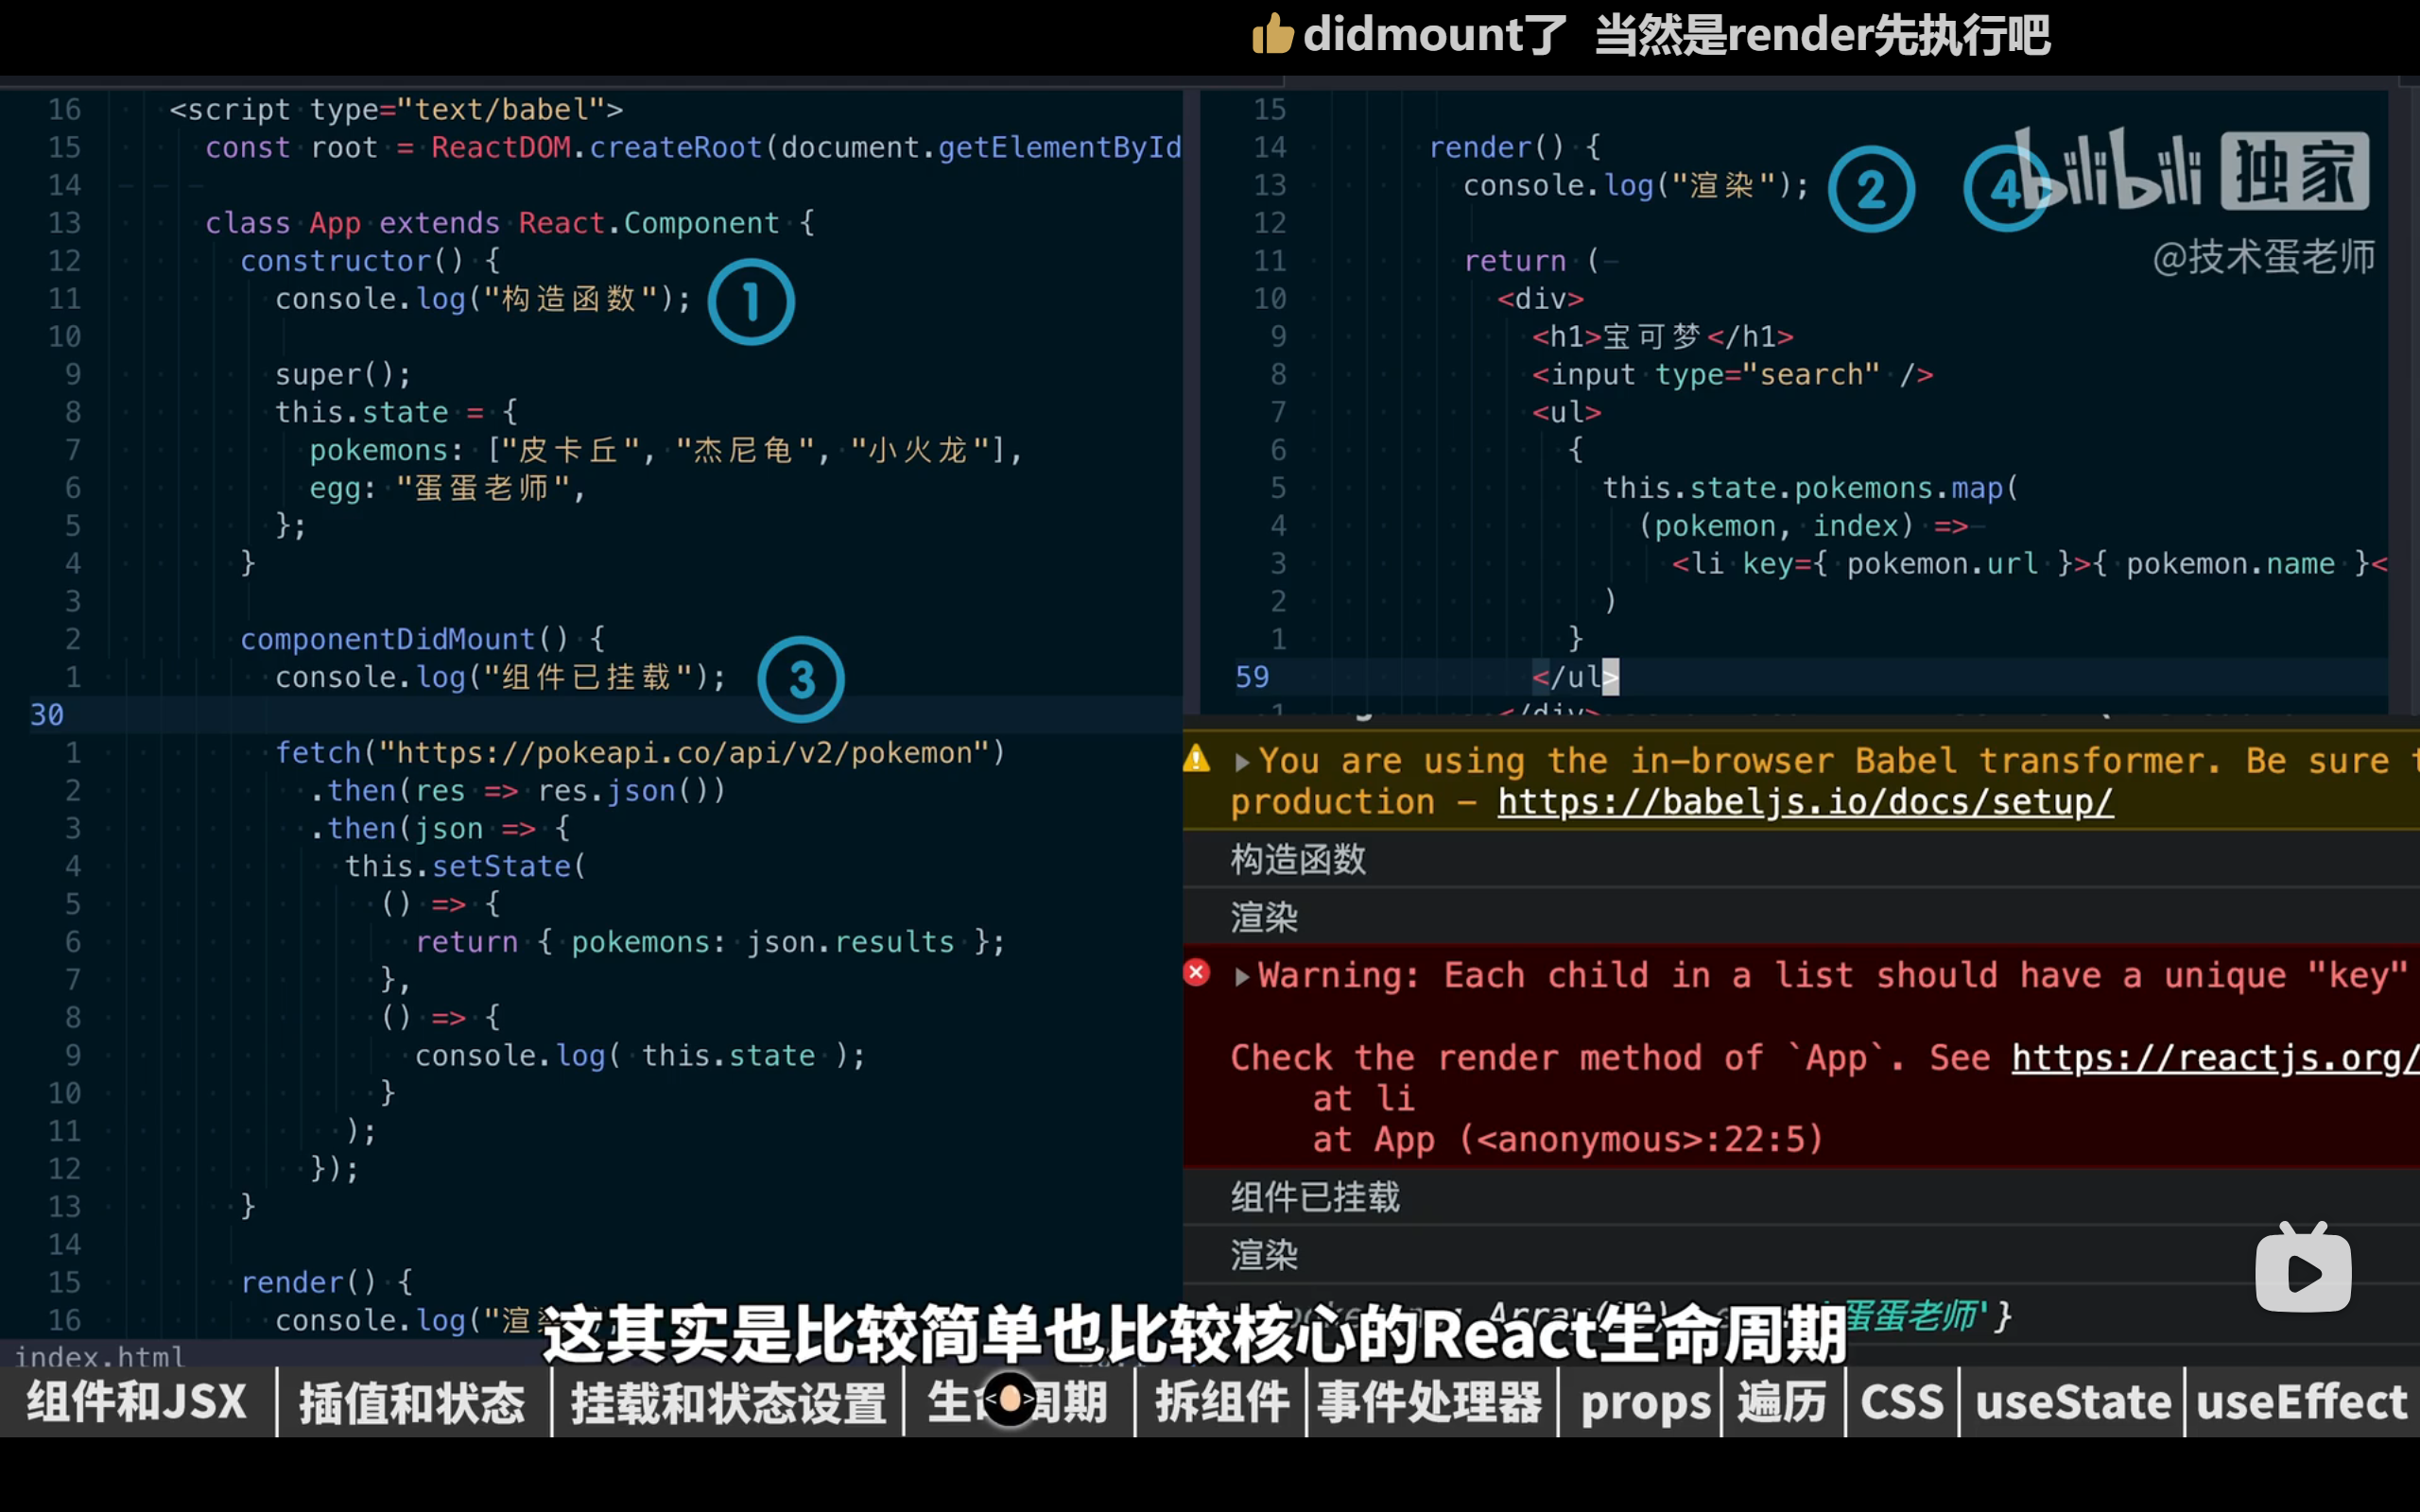 didmount了 当然是render先执行吧
16 <script type="text/babel">
15 const root = ReactDOM.createRoot(document.getElementById
14
13 class App extends React.Component {
12 constructor() {
11 console.log("构造函数"); 1
10
9 super();
8 this.state = {
7 pokemons: ["皮卡丘", "杰尼龟", "小火龙"],
6 egg: "蛋蛋老师",
5 };
4 }
3
2 componentDidMount() {
1 console.log("组件已挂载"); 3
30
1 fetch("https://pokeapi.co/api/v2/pokemon")
2 .then(res => res.json())
3 .then(json => {
4 this.setState(
5 () => {
6 return { pokemons: json.results };
7 },
8 () => {
9 console.log( this.state );
10 }
11 );
12 });
13 }
14
15 render() {
16 console.log("渲
index.html
15
14 render() {
13 console.log("渲染"); 2 4
12
11 return (
10 <div>
9 <h1>宝可梦</h1>
8 <input type="search" />
7 <ul>
6 {
5 this.state.pokemons.map(
4 (pokemon, index) =>
3 <li key={ pokemon.url }>{ pokemon.name }<
2 )
1 }
59 </ul>
1 </div>
bilibili 独家
@技术蛋老师
You are using the in-browser Babel transformer. Be sure t
production – https://babeljs.io/docs/setup/
构造函数
渲染
Warning: Each child in a list should have a unique "key"
Check the render method of `App`. See https://reactjs.org/
at li
at App (<anonymous>:22:5)
组件已挂载
渲染
蛋蛋老师'}
这其实是比较简单也比较核心的React生命周期
组件和JSX 插值和状态 挂载和状态设置 生命周期 拆组件 事件处理器 props 遍历 CSS useState useEffect